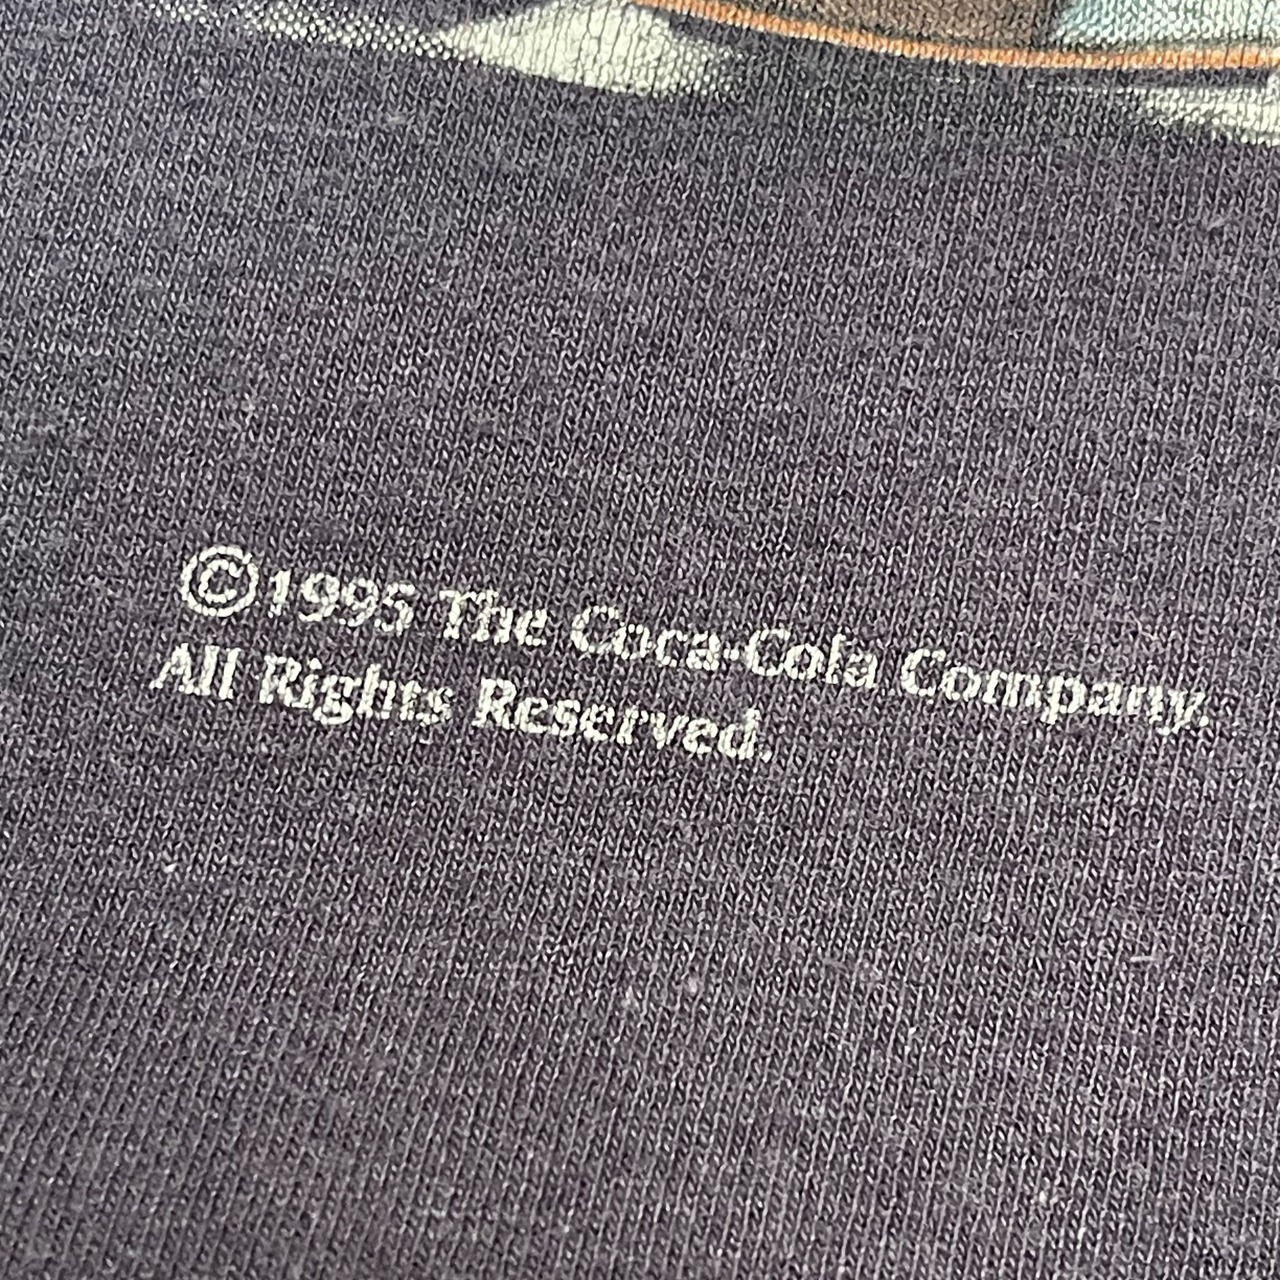 ©1995 The Coca-Cola Company.
All Rights Reserved.